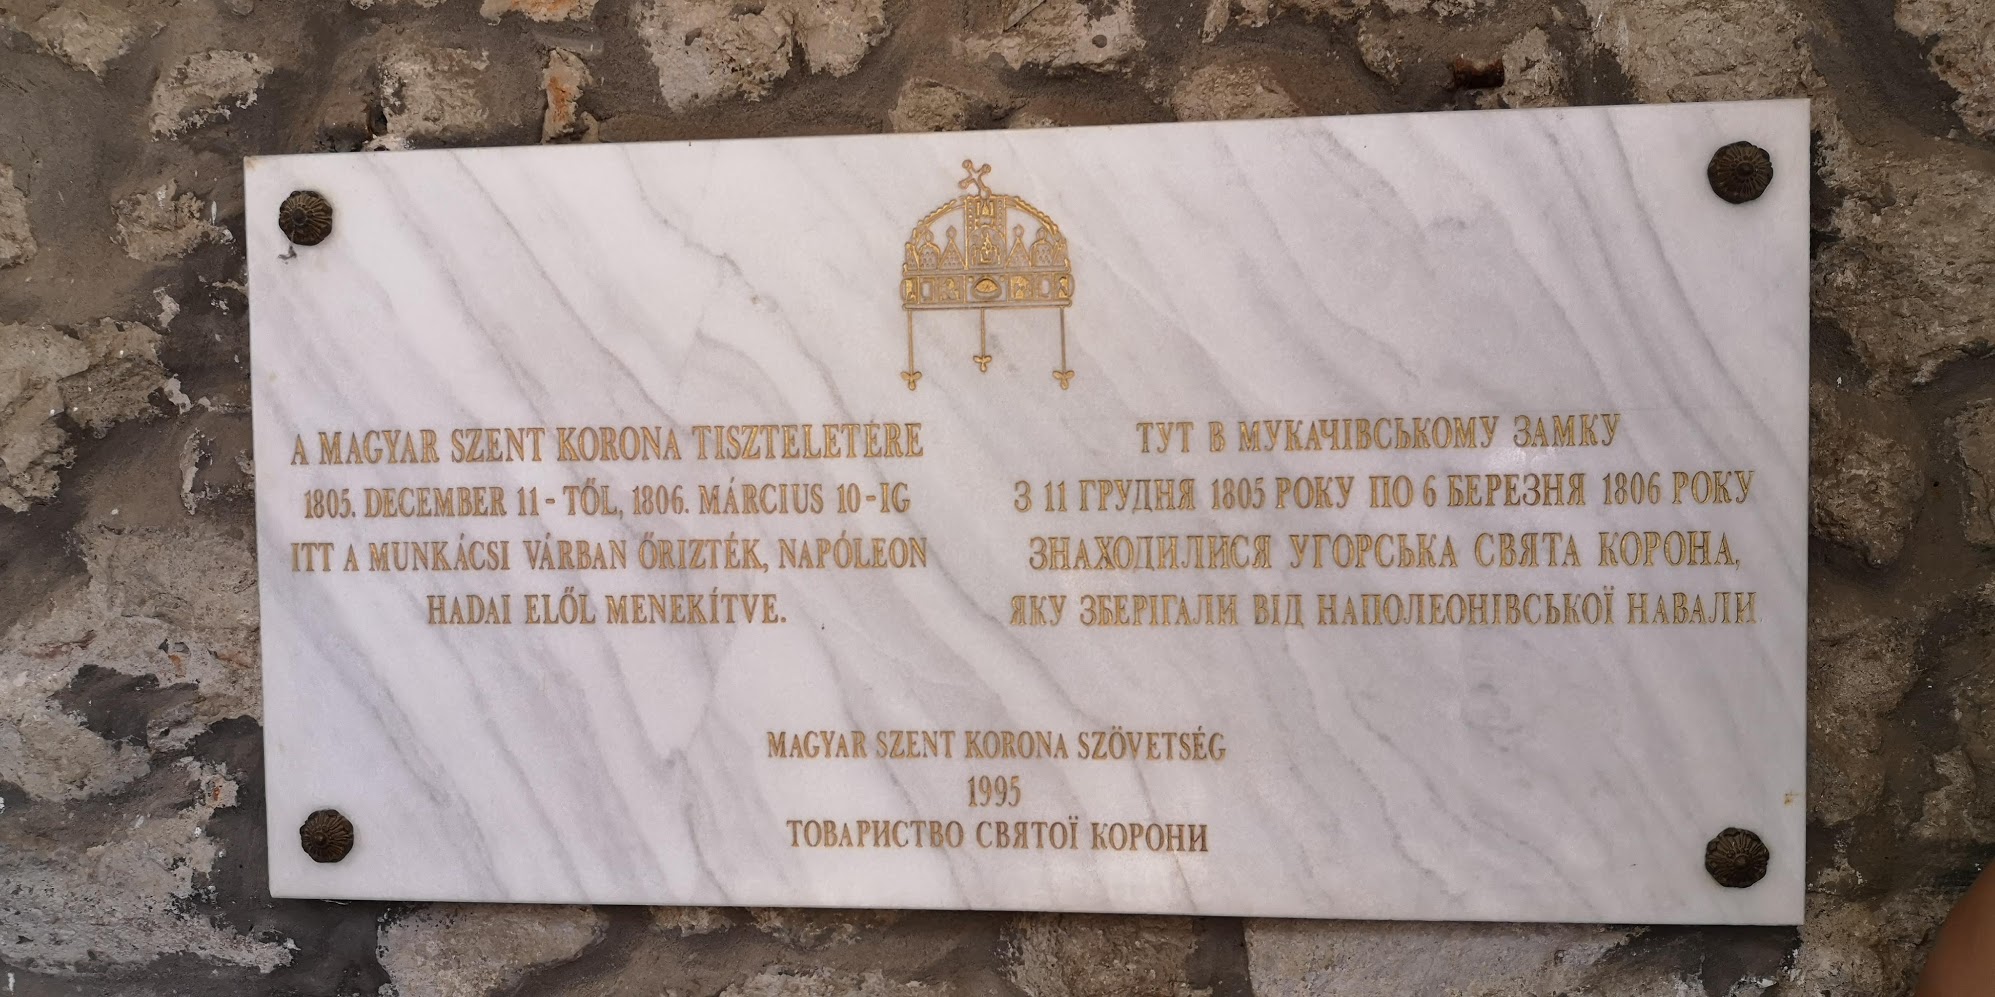 A MAGYAR SZENT KORONA TISZTELETÉRE
1805. DECEMBER 11 - TŐL, 1806. MÁRCIUS 10 - IG
ITT A MUNKÁCSI VÁRBAN ŐRIZTÉK, NAPÓLEON
HADAI ELŐL MENEKÍTVE.
ТУТ В МУКАЧІВСЬКОМУ ЗАМКУ
З 11 ГРУДНЯ 1805 РОКУ ПО 6 БЕРЕЗНЯ 1806 РОКУ
ЗНАХОДИЛИСЯ УГОРСЬКА СВЯТА КОРОНА,
ЯКУ ЗБЕРІГАЛИ ВІД НАПОЛЕОНІВСЬКОЇ НАВАЛИ.
MAGYAR SZENT KORONA SZÖVETSÉG
1995
ТОВАРИСТВО СВЯТОЇ КОРОНИ